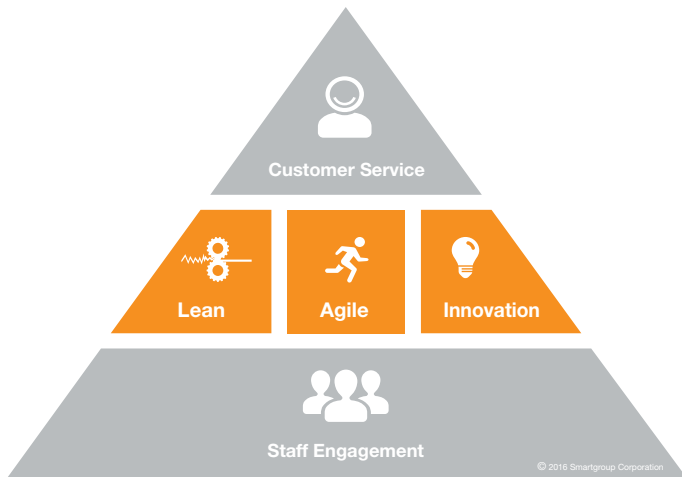 Customer Service
Lean
Agile
Innovation
Staff Engagement
© 2016 Smartgroup Corporation